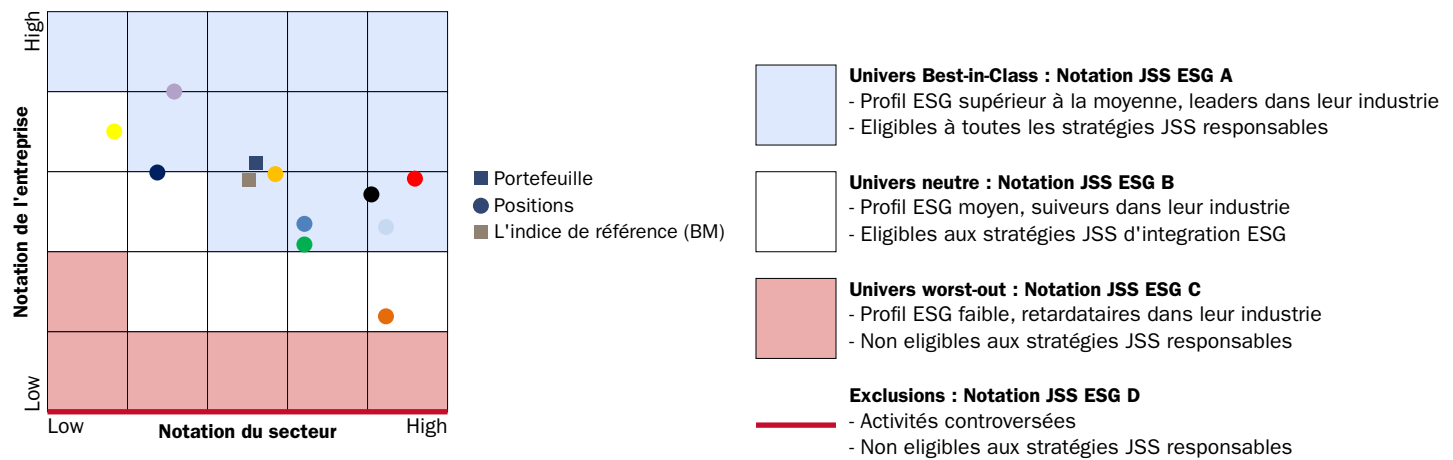 High
Notation de l'entreprise
Low
Low
Notation du secteur
High
Portefeuille
Positions
L'indice de référence (BM)
Univers Best-in-Class : Notation JSS ESG A
- Profil ESG supérieur à la moyenne, leaders dans leur industrie
- Eligibles à toutes les stratégies JSS responsables
Univers neutre : Notation JSS ESG B
- Profil ESG moyen, suiveurs dans leur industrie
- Eligibles aux stratégies JSS d'integration ESG
Univers worst-out : Notation JSS ESG C
- Profil ESG faible, retardataires dans leur industrie
- Non eligibles aux stratégies JSS responsables
Exclusions : Notation JSS ESG D
- Activités controversées
- Non eligibles aux stratégies JSS responsables